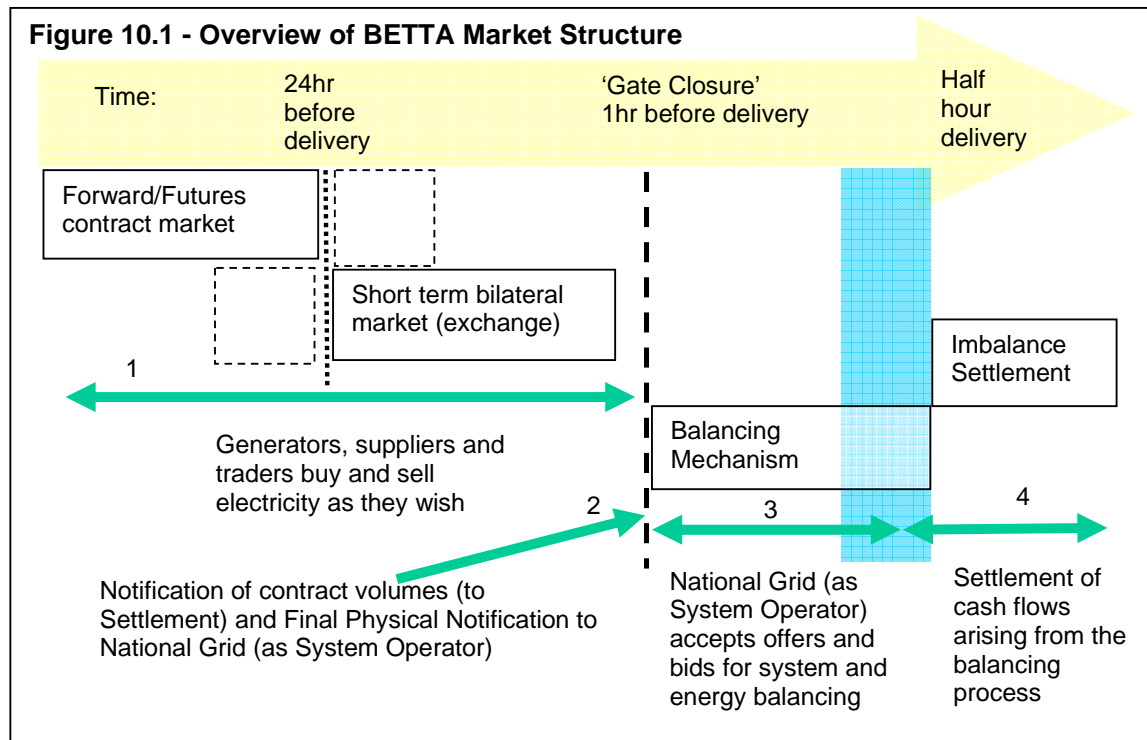 Figure 10.1 - Overview of BETTA Market Structure
Time:
24hr
before
delivery
‘Gate Closure’
1hr before delivery
Half
hour
delivery
Forward/Futures
contract market
Short term bilateral
market (exchange)
Imbalance
Settlement
1
Generators, suppliers and
traders buy and sell
electricity as they wish
Balancing
Mechanism
2
3
4
Notification of contract volumes (to
Settlement) and Final Physical Notification to
National Grid (as System Operator)
National Grid (as
System Operator)
accepts offers and
bids for system and
energy balancing
Settlement of
cash flows
arising from the
balancing
process